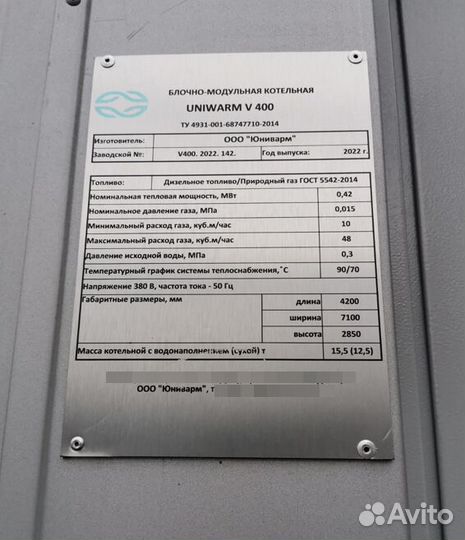 БЛОЧНО-МОДУЛЬНАЯ КОТЕЛЬНАЯ
UNIWARM V 400
ТУ 4931-001-68747710-2014
Изготовитель: ООО "Юниварм"
Заводской №: V400. 2022. 142. Год выпуска: 2022 г.
Топливо: Дизельное топливо/Природный газ ГОСТ 5542-2014
Номинальная тепловая мощность, МВт 0,42
Номинальное давление газа, МПа 0,015
Минимальный расход газа, куб.м/час 10
Максимальный расход газа, куб.м/час 48
Давление исходной воды, МПа 0,3
Температурный график системы теплоснабжения,˚С 90/70
Напряжение 380 В, частота тока - 50 Гц
Габаритные размеры, мм длина 4200
ширина 7100
высота 2850
Масса котельной с водонаполнением (сухой) т 15,5 (12,5)
ООО "Юниварм", т
Avito